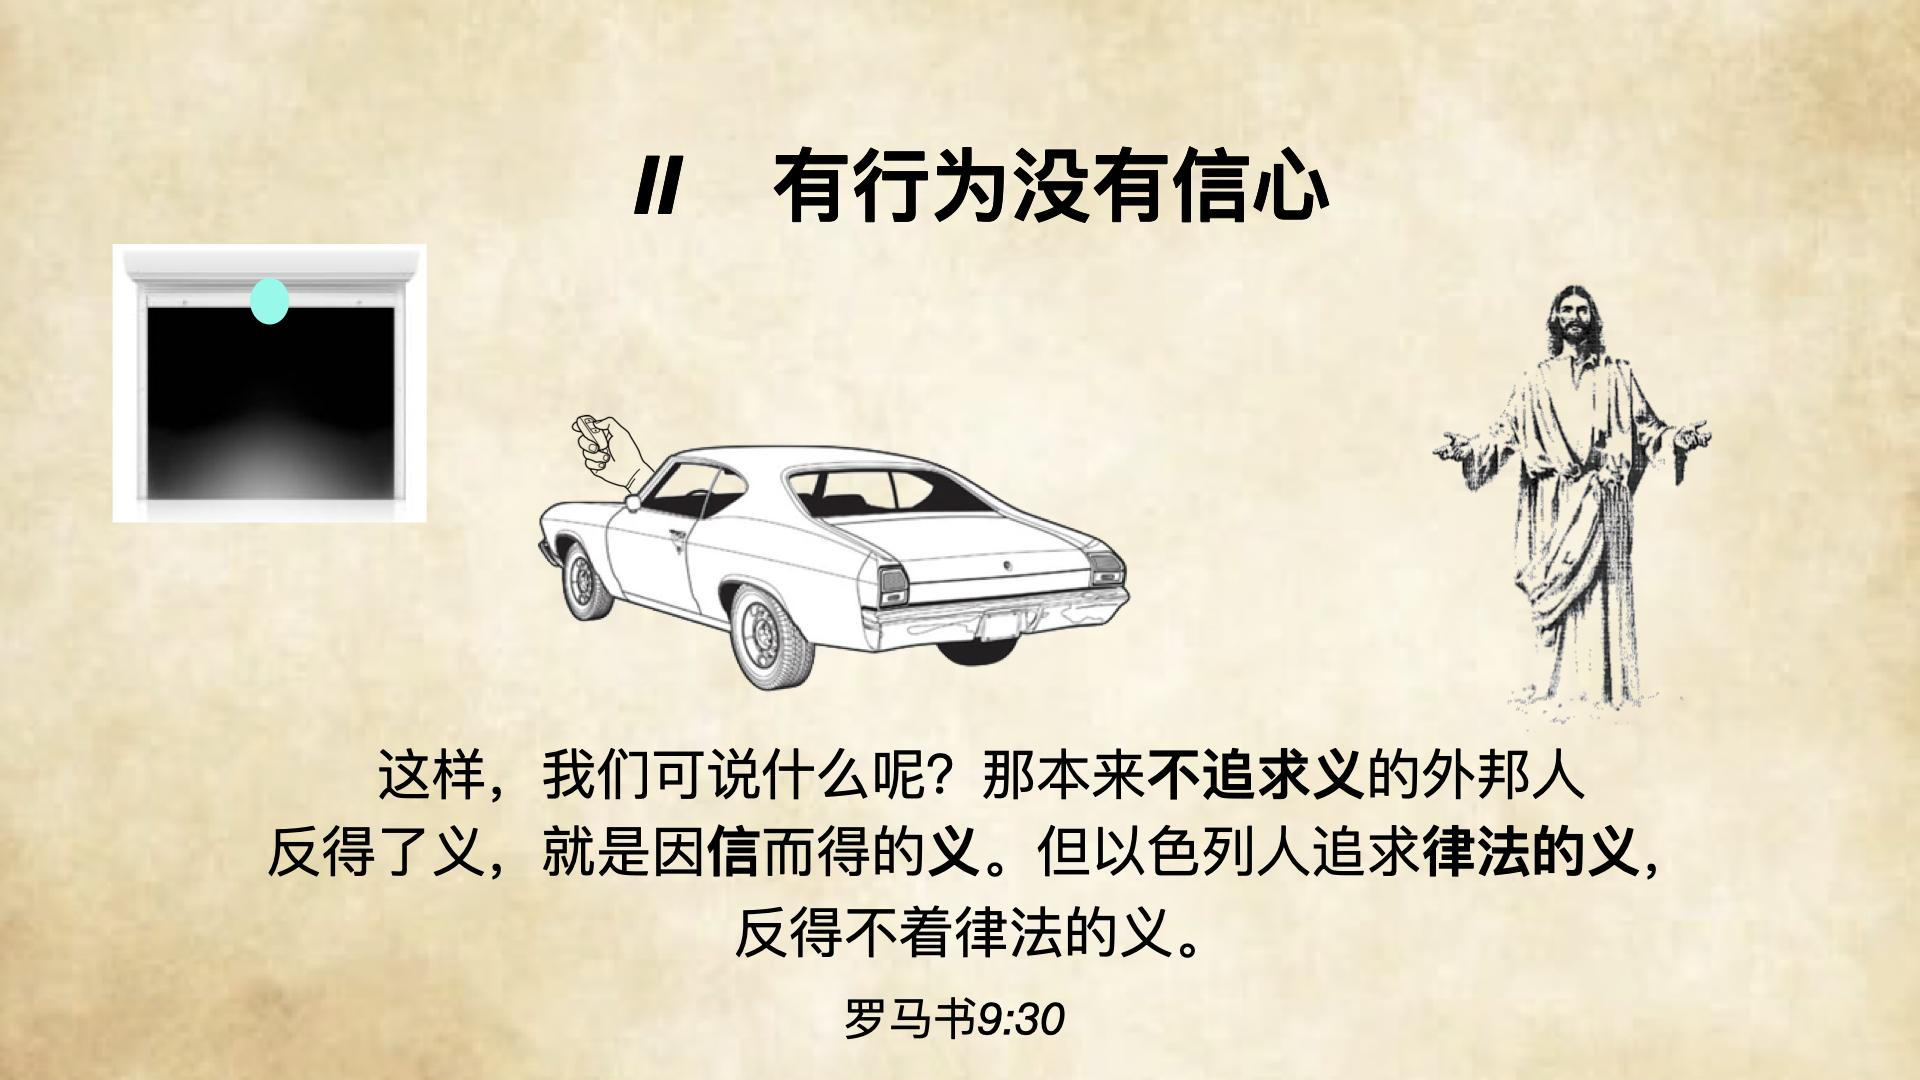 II 有行为没有信心
这样，我们可说什么呢？那本来不追求义的外邦人
反得了义，就是因信而得的义。但以色列人追求律法的义，
反得不着律法的义。
罗马书9:30